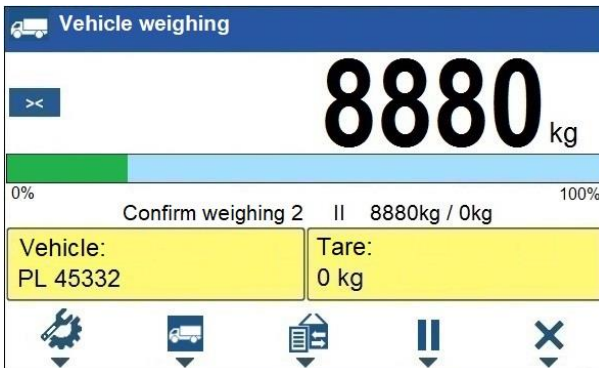 Vehicle weighing
><
8880 kg
0% 100%
Confirm weighing 2 II 8880kg / 0kg
Vehicle: Tare:
PL 45332 0 kg